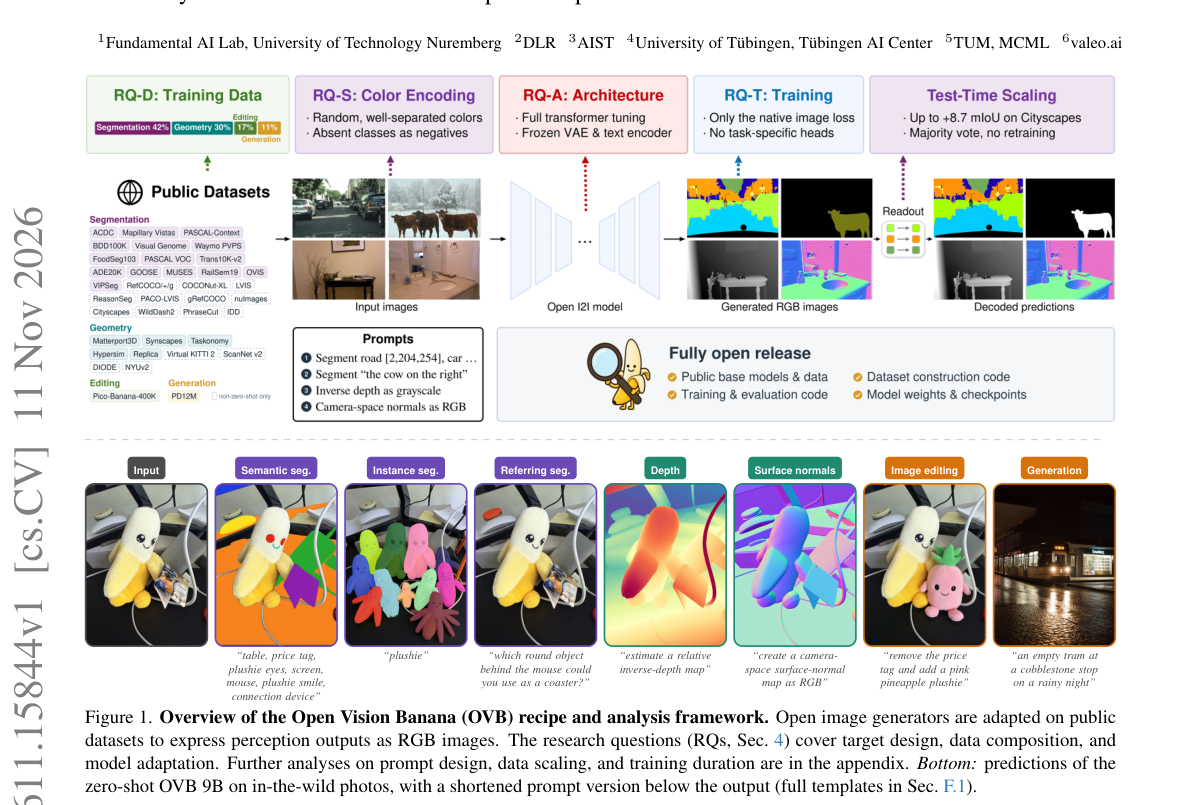 ¹Fundamental AI Lab, University of Technology Nuremberg ²DLR ³AIST ⁴University of Tübingen, Tübingen AI Center ⁵TUM, MCML ⁶valeo.ai
RQ-D: Training Data
Editing
Segmentation 42% Geometry 30% 17% 11%
Generation
RQ-S: Color Encoding
· Random, well-separated colors
· Absent classes as negatives
RQ-A: Architecture
· Full transformer tuning
· Frozen VAE & text encoder
RQ-T: Training
· Only the native image loss
· No task-specific heads
Test-Time Scaling
· Up to +8.7 mIoU on Cityscapes
· Majority vote, no retraining
Public Datasets
Segmentation
ACDC Mapillary Vistas PASCAL-Context
BDD100K Visual Genome Waymo PVPS
FoodSeg103 PASCAL VOC Trans10K-v2
ADE20K GOOSE MUSES RailSem19 OVIS
VIPSeg RefCOCO/+/g COCONut-XL LVIS
ReasonSeg PACO-LVIS gRefCOCO nuImages
Cityscapes WildDash2 PhraseCut IDD
Geometry
Matterport3D Synscapes Taskonomy
Hypersim Replica Virtual KITTI 2 ScanNet v2
DIODE NYUv2
Editing Generation
Pico-Banana-400K PD12M non-zero-shot only
Input images
...
Open I2I model
Generated RGB images
Readout
Decoded predictions
Prompts
1 Segment road [2,204,254], car …
2 Segment “the cow on the right”
3 Inverse depth as grayscale
4 Camera-space normals as RGB
Fully open release
Public base models & data
Training & evaluation code
Dataset construction code
Model weights & checkpoints
Input
Semantic seg.
Instance seg.
Referring seg.
Depth
Surface normals
Image editing
Generation
“table, price tag,
plushie eyes, screen,
mouse, plushie smile,
connection device”
“plushie”
“which round object
behind the mouse could
you use as a coaster?”
“estimate a relative
inverse-depth map”
“create a camera-
space surface-normal
map as RGB”
“remove the price
tag and add a pink
pineapple plushie”
“an empty tram at
a cobblestone stop
on a rainy night”
Figure 1. Overview of the Open Vision Banana (OVB) recipe and analysis framework. Open image generators are adapted on public
datasets to express perception outputs as RGB images. The research questions (RQs, Sec. 4) cover target design, data composition, and
model adaptation. Further analyses on prompt design, data scaling, and training duration are in the appendix. Bottom: predictions of the
zero-shot OVB 9B on in-the-wild photos, with a shortened prompt version below the output (full templates in Sec. F.1).
611.15844v1 [cs.CV] 11 Nov 2026